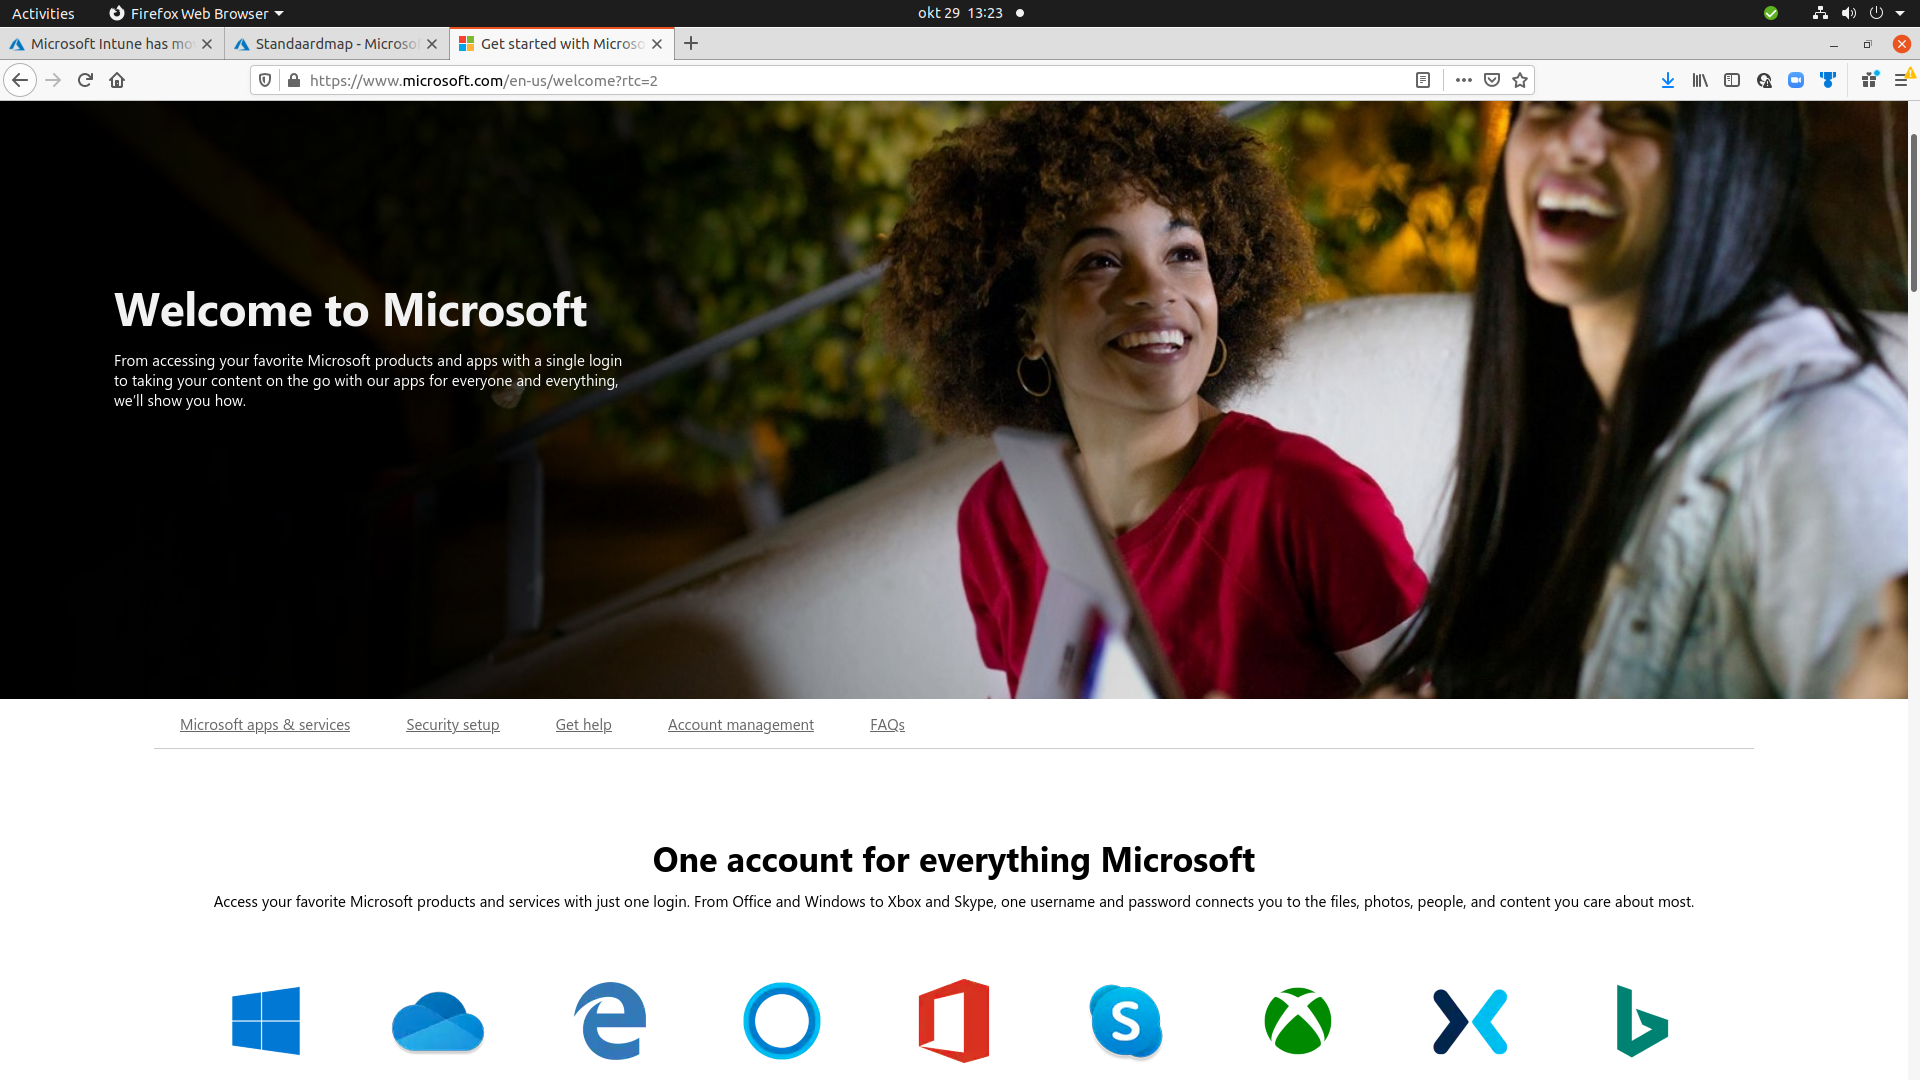 Activities
Firefox Web Browser
okt 29 13:23
Microsoft Intune has mo
Standaardmap - Microso
Get started with Microso
https://www.microsoft.com/en-us/welcome?rtc=2
Welcome to Microsoft
From accessing your favorite Microsoft products and apps with a single login
to taking your content on the go with our apps for everyone and everything,
we'll show you how.
Microsoft apps & services
Security setup
Get help
Account management
FAQs
One account for everything Microsoft
Access your favorite Microsoft products and services with just one login. From Office and Windows to Xbox and Skype, one username and password connects you to the files, photos, people, and content you care about most.